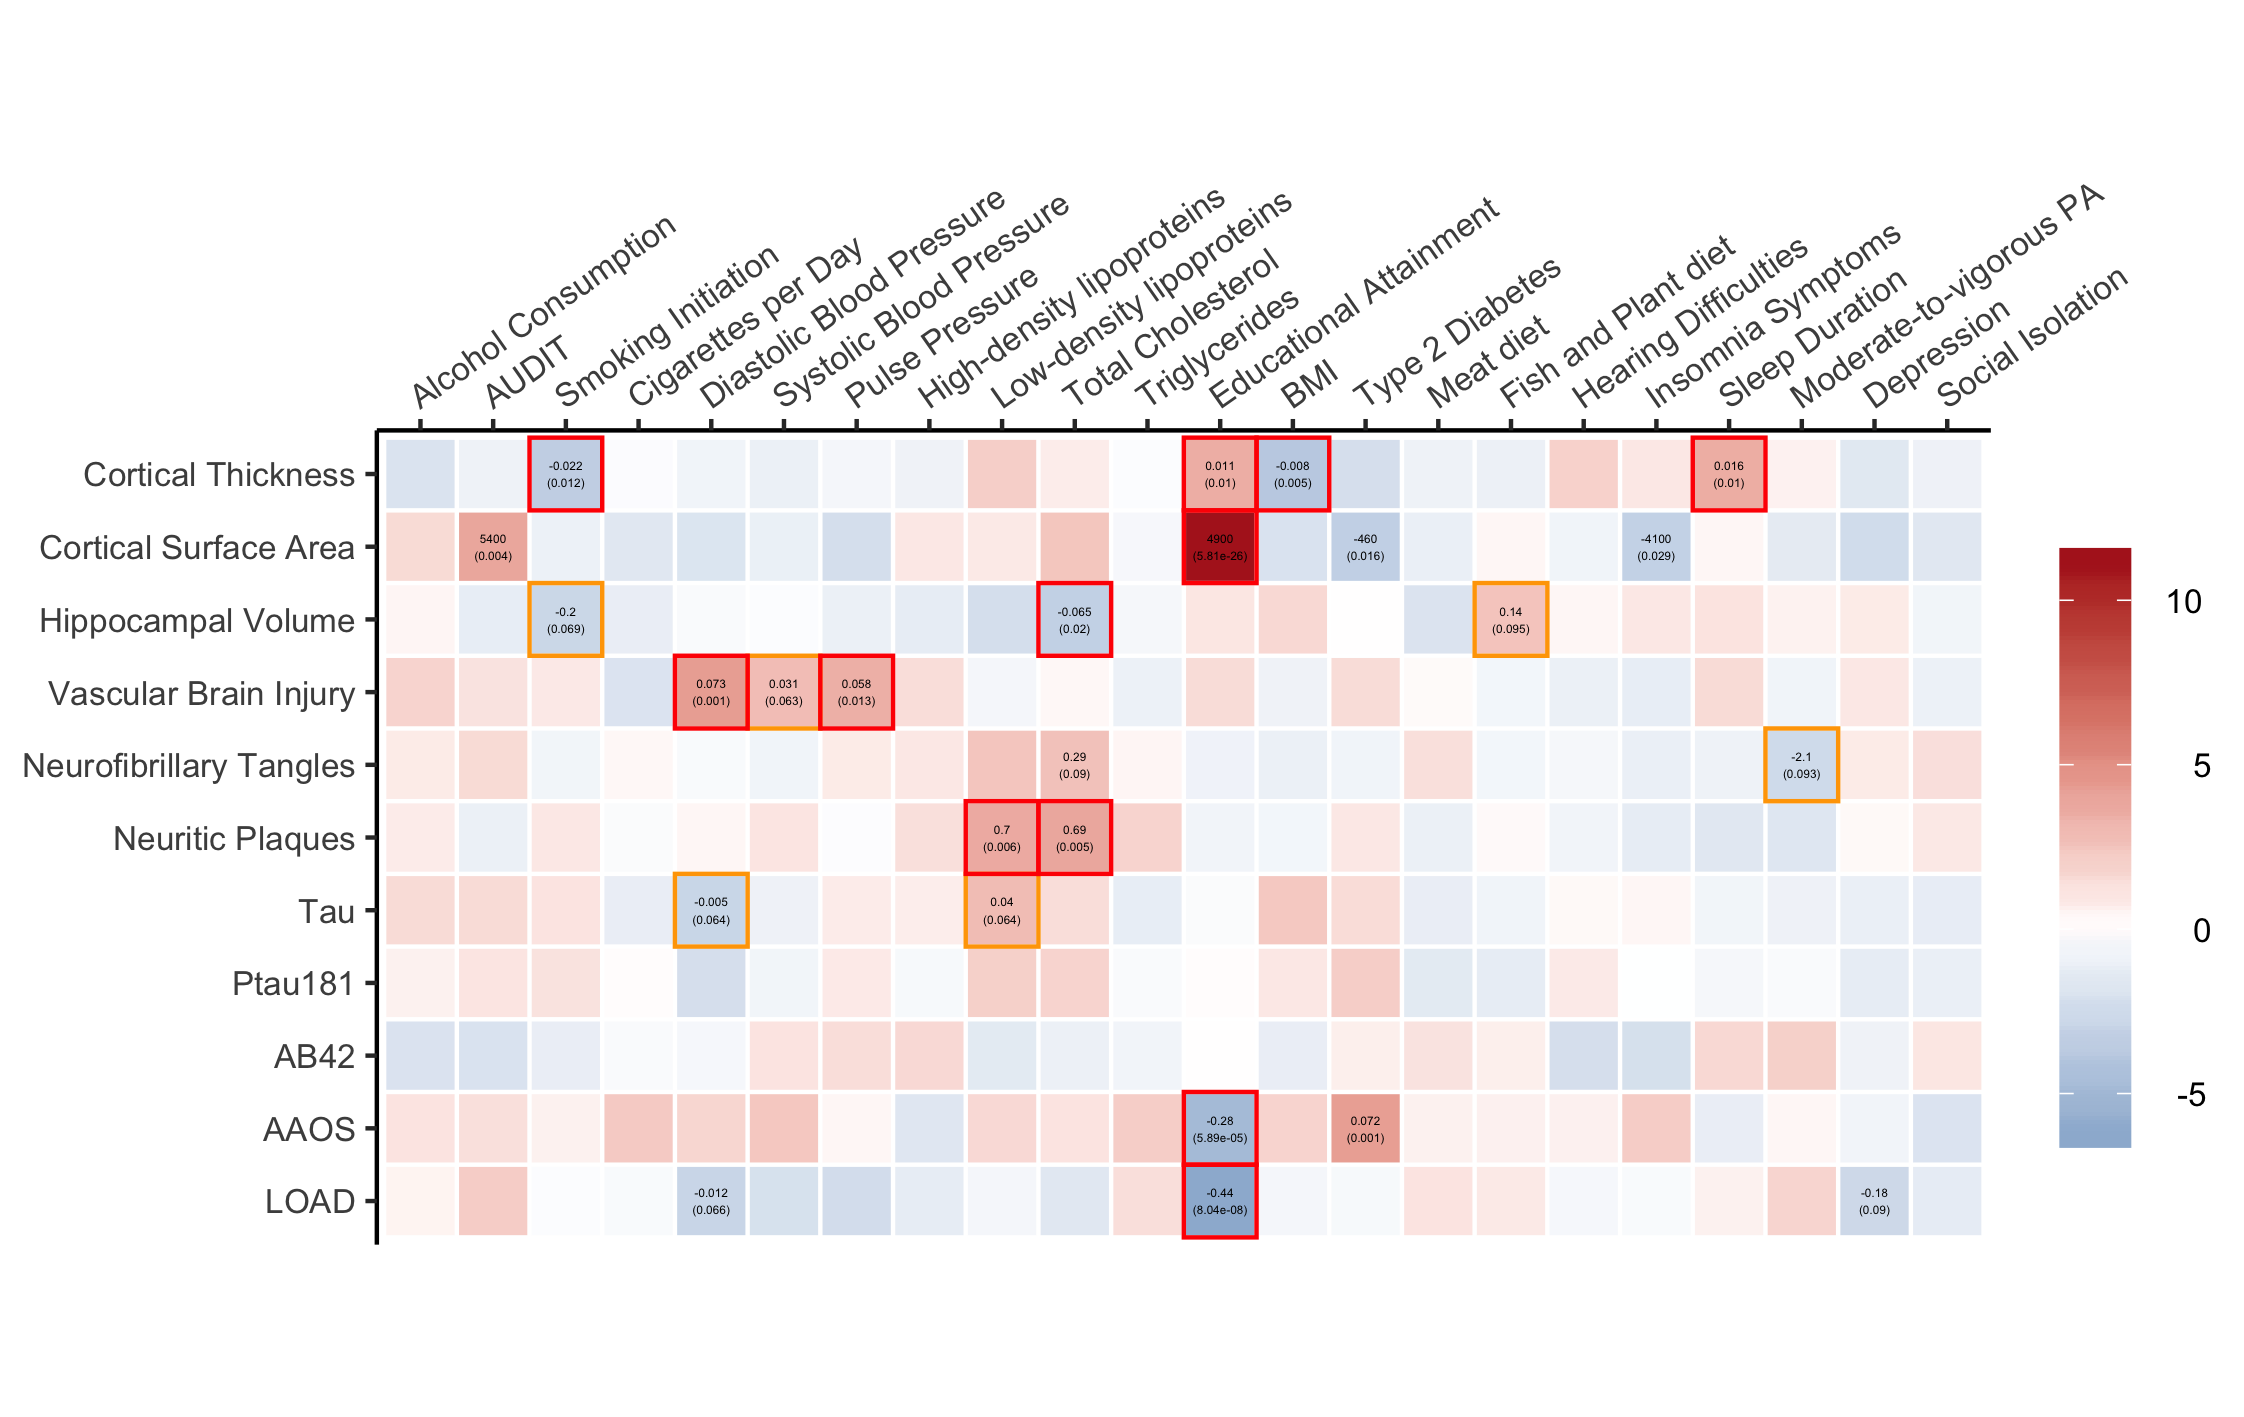 Alcohol Consumption
AUDIT
Smoking Initiation
Cigarettes per Day
Diastolic Blood Pressure
Systolic Blood Pressure
Pulse Pressure
High-density lipoproteins
Low-density lipoproteins
Total Cholesterol
Triglycerides
Educational Attainment
BMI
Type 2 Diabetes
Meat diet
Fish and Plant diet
Hearing Difficulties
Insomnia Symptoms
Sleep Duration
Moderate-to-vigorous PA
Depression
Social Isolation
Cortical Thickness
-0.022
(0.012)
0.011
(0.01)
-0.008
(0.005)
0.016
(0.01)
Cortical Surface Area
5400
(0.004)
4900
(5.81e-26)
-460
(0.016)
-4100
(0.029)
Hippocampal Volume
-0.2
(0.069)
-0.065
(0.02)
0.14
(0.095)
Vascular Brain Injury
0.073
(0.001)
0.031
(0.063)
0.058
(0.013)
Neurofibrillary Tangles
0.29
(0.09)
-2.1
(0.093)
Neuritic Plaques
0.7
(0.006)
0.69
(0.005)
Tau
-0.005
(0.064)
0.04
(0.064)
Ptau181
AB42
AAOS
-0.28
(5.89e-05)
0.072
(0.001)
LOAD
-0.012
(0.066)
-0.44
(8.04e-08)
-0.18
(0.09)
10
5
0
-5